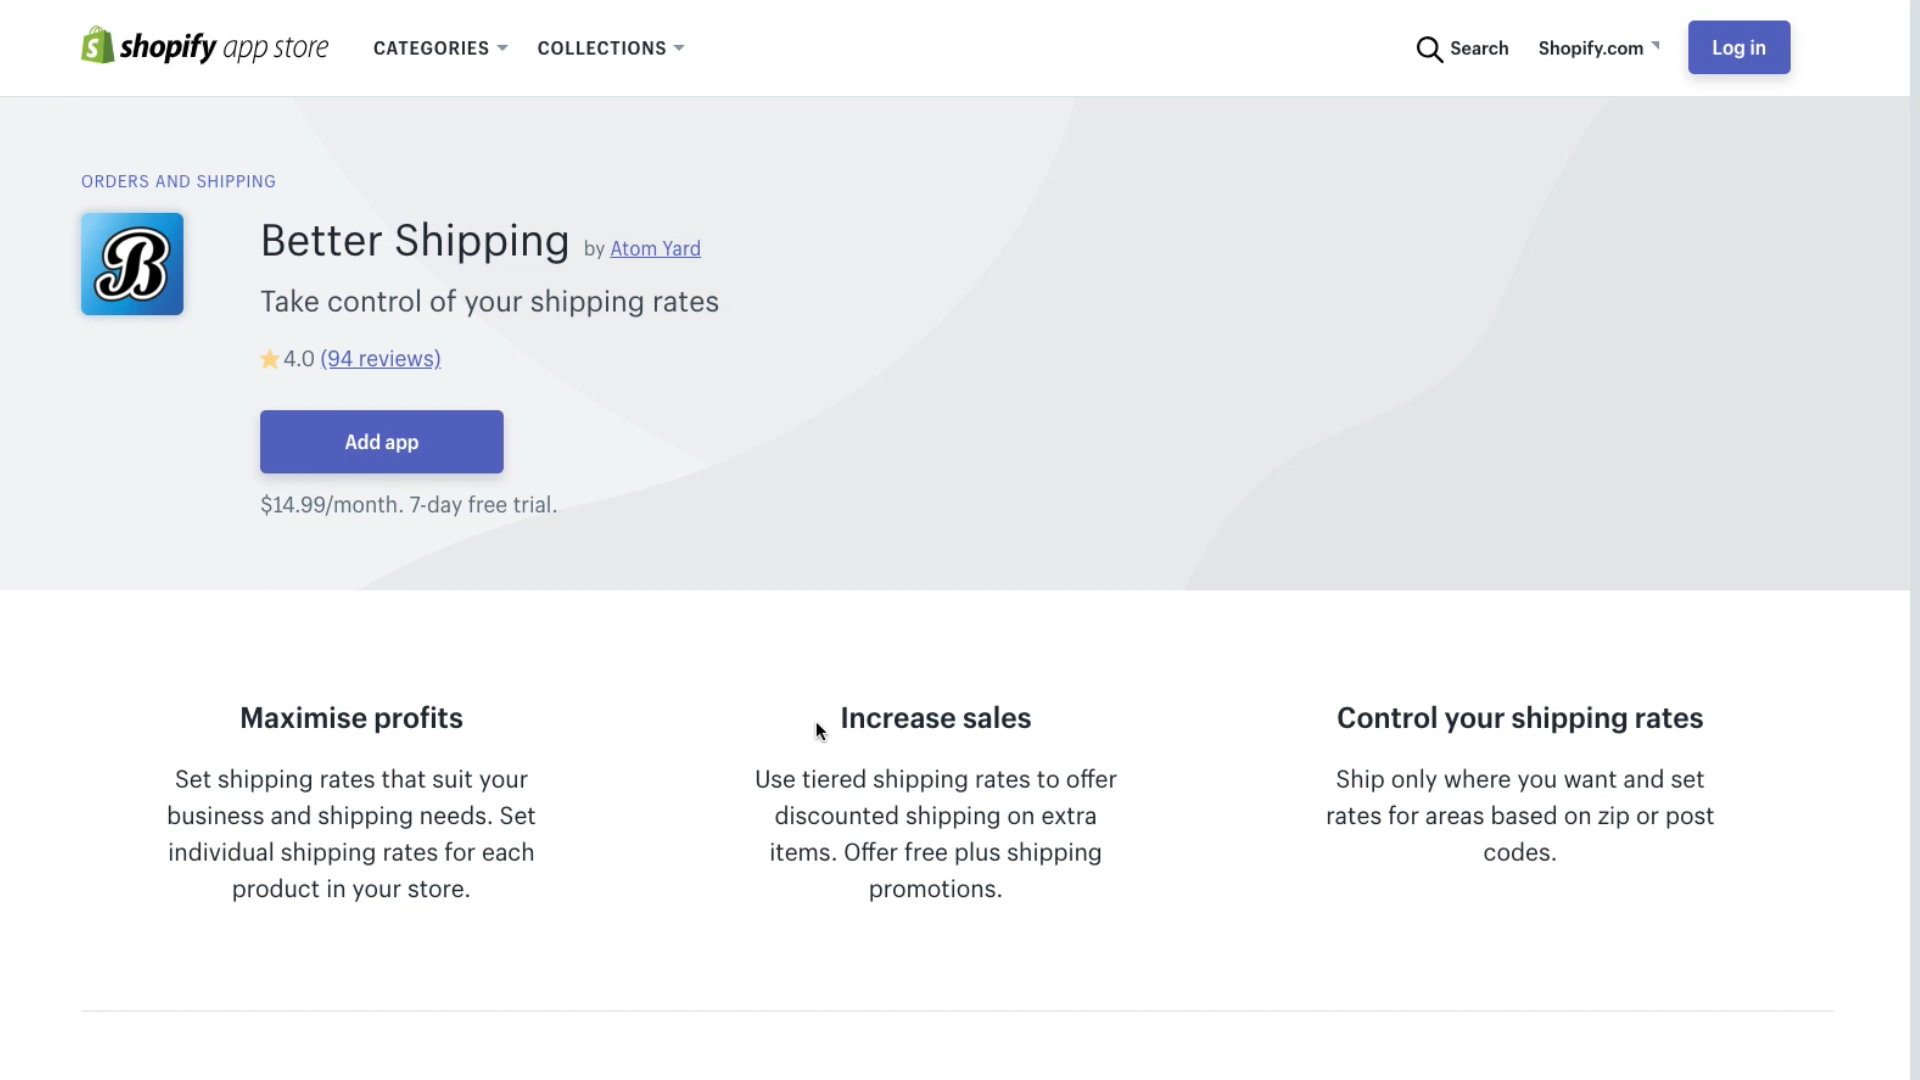 shopify app store CATEGORIES COLLECTIONS Search Shopify.com Log in
ORDERS AND SHIPPING
B
Better Shipping by Atom Yard
Take control of your shipping rates
4.0 (94 reviews)
Add app
$14.99/month. 7-day free trial.
Maximise profits
Set shipping rates that suit your
business and shipping needs. Set
individual shipping rates for each
product in your store.
Increase sales
Use tiered shipping rates to offer
discounted shipping on extra
items. Offer free plus shipping
promotions.
Control your shipping rates
Ship only where you want and set
rates for areas based on zip or post
codes.